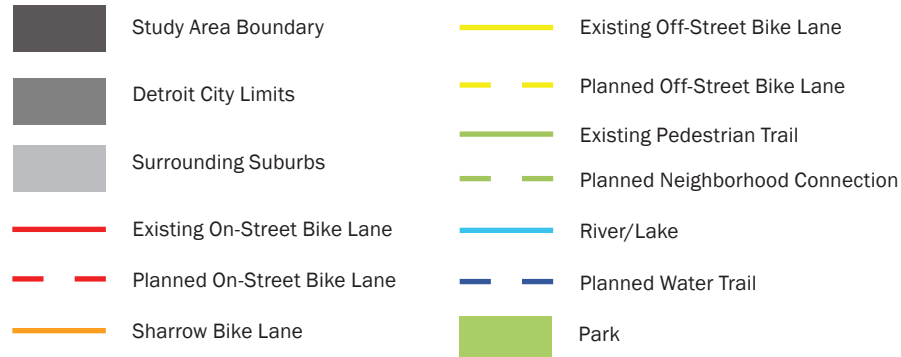 Study Area Boundary
Detroit City Limits
Surrounding Suburbs
Existing On-Street Bike Lane
Planned On-Street Bike Lane
Sharrow Bike Lane
Existing Off-Street Bike Lane
Planned Off-Street Bike Lane
Existing Pedestrian Trail
Planned Neighborhood Connection
River/Lake
Planned Water Trail
Park